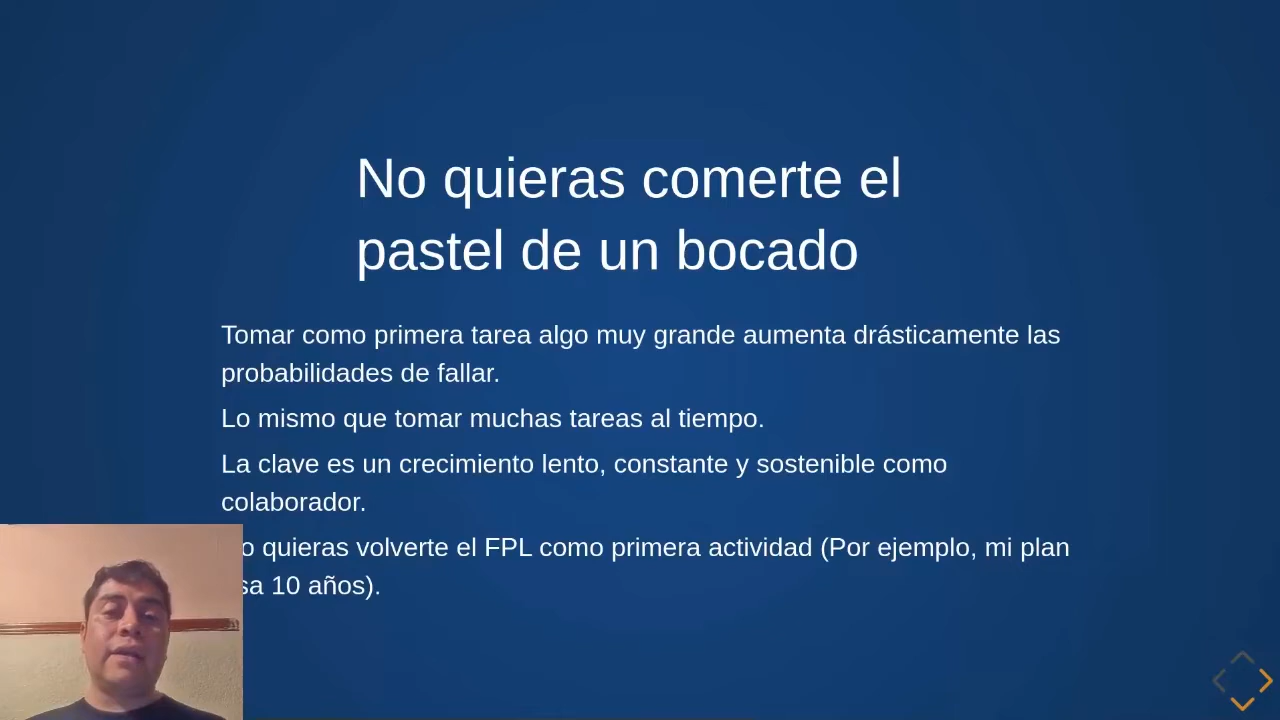 No quieras comerte el
pastel de un bocado
Tomar como primera tarea algo muy grande aumenta drásticamente las
probabilidades de fallar.
Lo mismo que tomar muchas tareas al tiempo.
La clave es un crecimiento lento, constante y sostenible como
colaborador.
quieras volverte el FPL como primera actividad (Por ejemplo, mi plan
10 años).